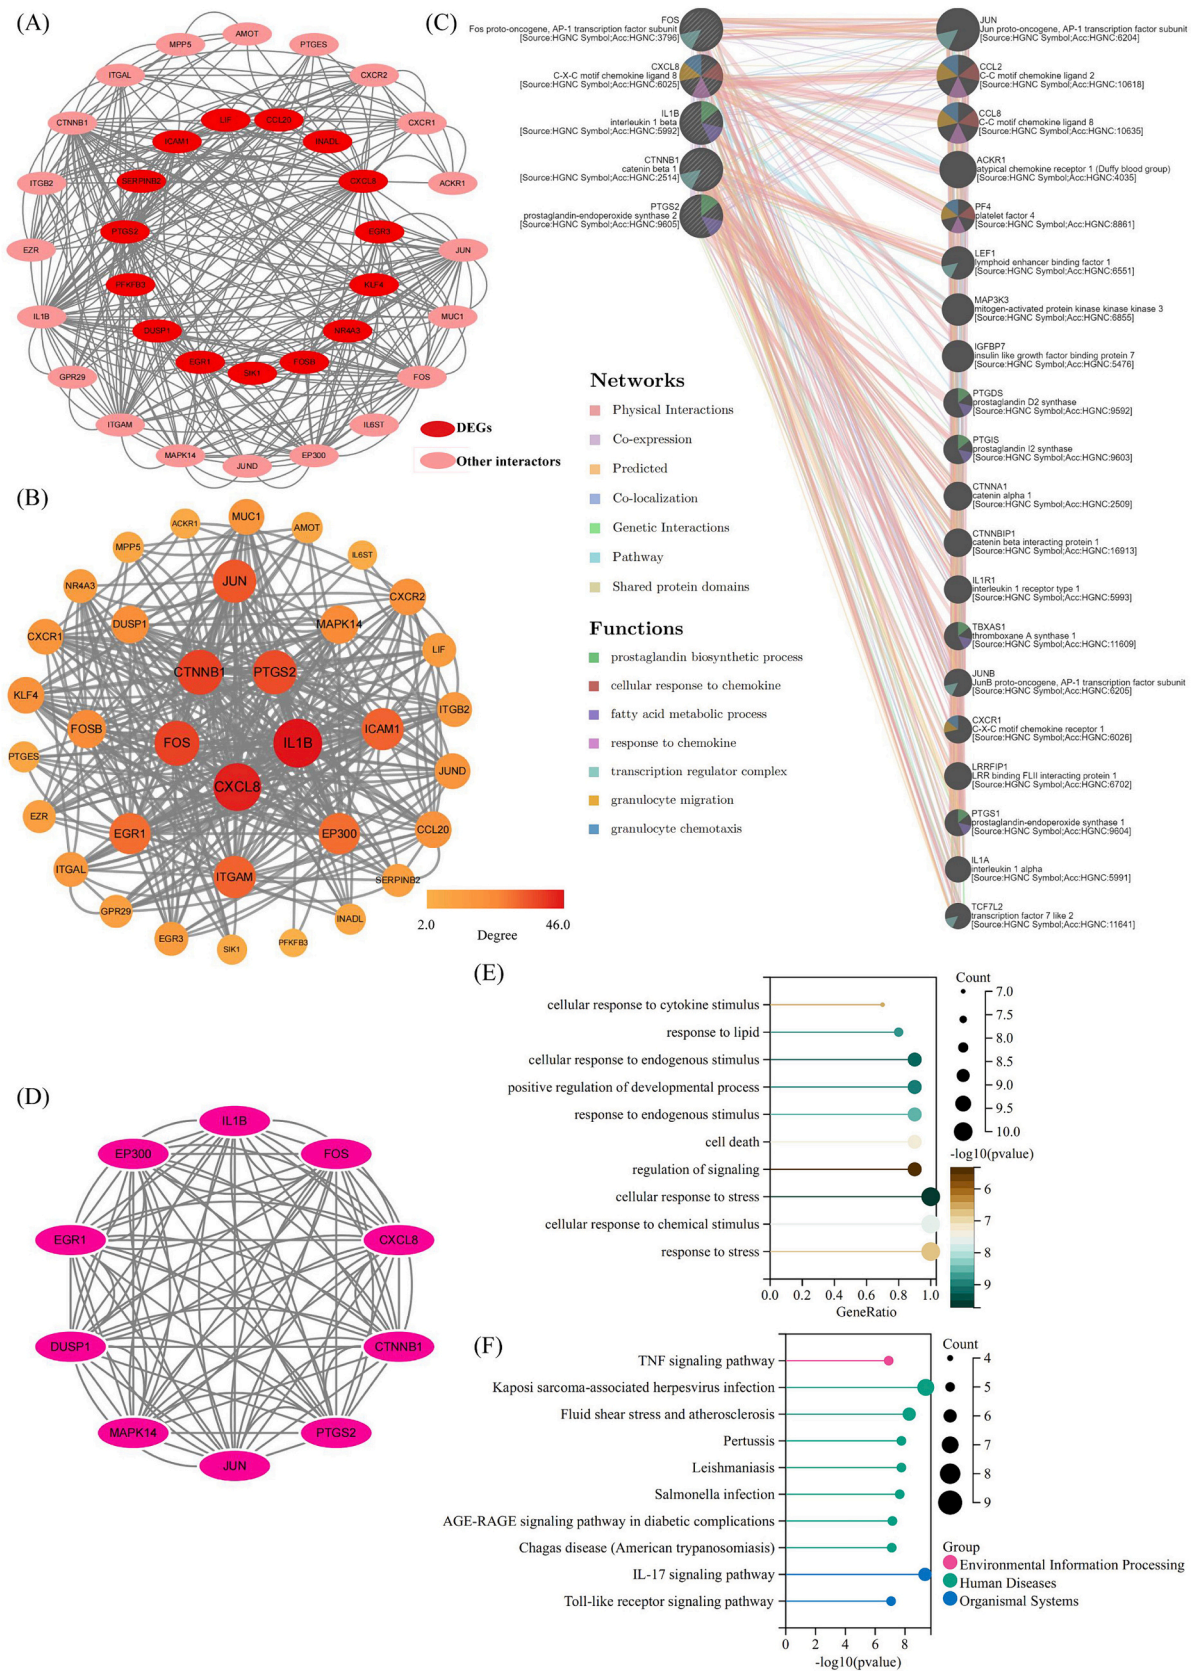 (A)
AMOT
MPP5
PTGES
ITGAL
CXCR2
CTNNB1
CXCR1
LIF
CCL20
ICAM1
INADL
ITGB2
SERPINB2
CXCL8
ACKR1
PTGS2
EGR3
EZR
JUN
PFKFB3
KLF4
IL1B
MUC1
DUSP1
NR4A3
EGR1
FOSB
SIK1
GPR29
FOS
ITGAM
IL6ST
MAPK14
EP300
JUND
DEGs
Other interactors
(B)
ACKR1
MUC1
AMOT
MPP5
IL6ST
NR4A3
JUN
CXCR2
CXCR1
DUSP1
MAPK14
LIF
CTNNB1
PTGS2
KLF4
ITGB2
FOSB
FOS
IL1B
ICAM1
PTGES
JUND
CXCL8
EZR
EGR1
EP300
CCL20
ITGAL
ITGAM
SERPINB2
GPR29
INADL
EGR3
SIK1
PFKFB3
2.0
46.0
Degree
(C)
FOS
Fos proto-oncogene, AP-1 transcription factor subunit
[Source:HGNC Symbol;Acc:HGNC:3796]
CXCL8
C-X-C motif chemokine ligand 8
[Source:HGNC Symbol;Acc:HGNC:6025]
IL1B
interleukin 1 beta
[Source:HGNC Symbol;Acc:HGNC:5992]
CTNNB1
catenin beta 1
[Source:HGNC Symbol;Acc:HGNC:2514]
PTGS2
prostaglandin-endoperoxide synthase 2
[Source:HGNC Symbol;Acc:HGNC:9605]
JUN
Jun proto-oncogene, AP-1 transcription factor subunit
[Source:HGNC Symbol;Acc:HGNC:6204]
CCL2
C-C motif chemokine ligand 2
[Source:HGNC Symbol;Acc:HGNC:10618]
CCL8
C-C motif chemokine ligand 8
[Source:HGNC Symbol;Acc:HGNC:10635]
ACKR1
atypical chemokine receptor 1 (Duffy blood group)
[Source:HGNC Symbol;Acc:HGNC:4035]
PF4
platelet factor 4
[Source:HGNC Symbol;Acc:HGNC:8861]
LEF1
lymphoid enhancer binding factor 1
[Source:HGNC Symbol;Acc:HGNC:6551]
MAP3K3
mitogen-activated protein kinase kinase kinase 3
[Source:HGNC Symbol;Acc:HGNC:6855]
IGFBP7
insulin like growth factor binding protein 7
[Source:HGNC Symbol;Acc:HGNC:5476]
PTGDS
prostaglandin D2 synthase
[Source:HGNC Symbol;Acc:HGNC:9592]
PTGIS
prostaglandin I2 synthase
[Source:HGNC Symbol;Acc:HGNC:9603]
CTNNA1
catenin alpha 1
[Source:HGNC Symbol;Acc:HGNC:2509]
CTNNBIP1
catenin beta interacting protein 1
[Source:HGNC Symbol;Acc:HGNC:16913]
IL1R1
interleukin 1 receptor type 1
[Source:HGNC Symbol;Acc:HGNC:5993]
TBXAS1
thromboxane A synthase 1
[Source:HGNC Symbol;Acc:HGNC:11609]
JUNB
JunB proto-oncogene, AP-1 transcription factor subunit
[Source:HGNC Symbol;Acc:HGNC:6205]
CXCR1
C-X-C motif chemokine receptor 1
[Source:HGNC Symbol;Acc:HGNC:6026]
LRRFIP1
LRR binding FLII interacting protein 1
[Source:HGNC Symbol;Acc:HGNC:6702]
PTGS1
prostaglandin-endoperoxide synthase 1
[Source:HGNC Symbol;Acc:HGNC:9604]
IL1A
interleukin 1 alpha
[Source:HGNC Symbol;Acc:HGNC:5991]
TCF7L2
transcription factor 7 like 2
[Source:HGNC Symbol;Acc:HGNC:11641]
Networks
Physical Interactions
Co-expression
Predicted
Co-localization
Genetic Interactions
Pathway
Shared protein domains
Functions
prostaglandin biosynthetic process
cellular response to chemokine
fatty acid metabolic process
response to chemokine
transcription regulator complex
granulocyte migration
granulocyte chemotaxis
(D)
IL1B
EP300
FOS
EGR1
CXCL8
DUSP1
CTNNB1
MAPK14
PTGS2
JUN
(E)
cellular response to cytokine stimulus
response to lipid
cellular response to endogenous stimulus
positive regulation of developmental process
response to endogenous stimulus
cell death
regulation of signaling
cellular response to stress
cellular response to chemical stimulus
response to stress
0.0 0.2 0.4 0.6 0.8 1.0
GeneRatio
Count
7.0
7.5
8.0
8.5
9.0
9.5
10.0
-log10(pvalue)
6
7
8
9
(F)
TNF signaling pathway
Kaposi sarcoma-associated herpesvirus infection
Fluid shear stress and atherosclerosis
Pertussis
Leishmaniasis
Salmonella infection
AGE-RAGE signaling pathway in diabetic complications
Chagas disease (American trypanosomiasis)
IL-17 signaling pathway
Toll-like receptor signaling pathway
0 2 4 6 8
-log10(pvalue)
Count
4
5
6
7
8
9
Group
Environmental Information Processing
Human Diseases
Organismal Systems